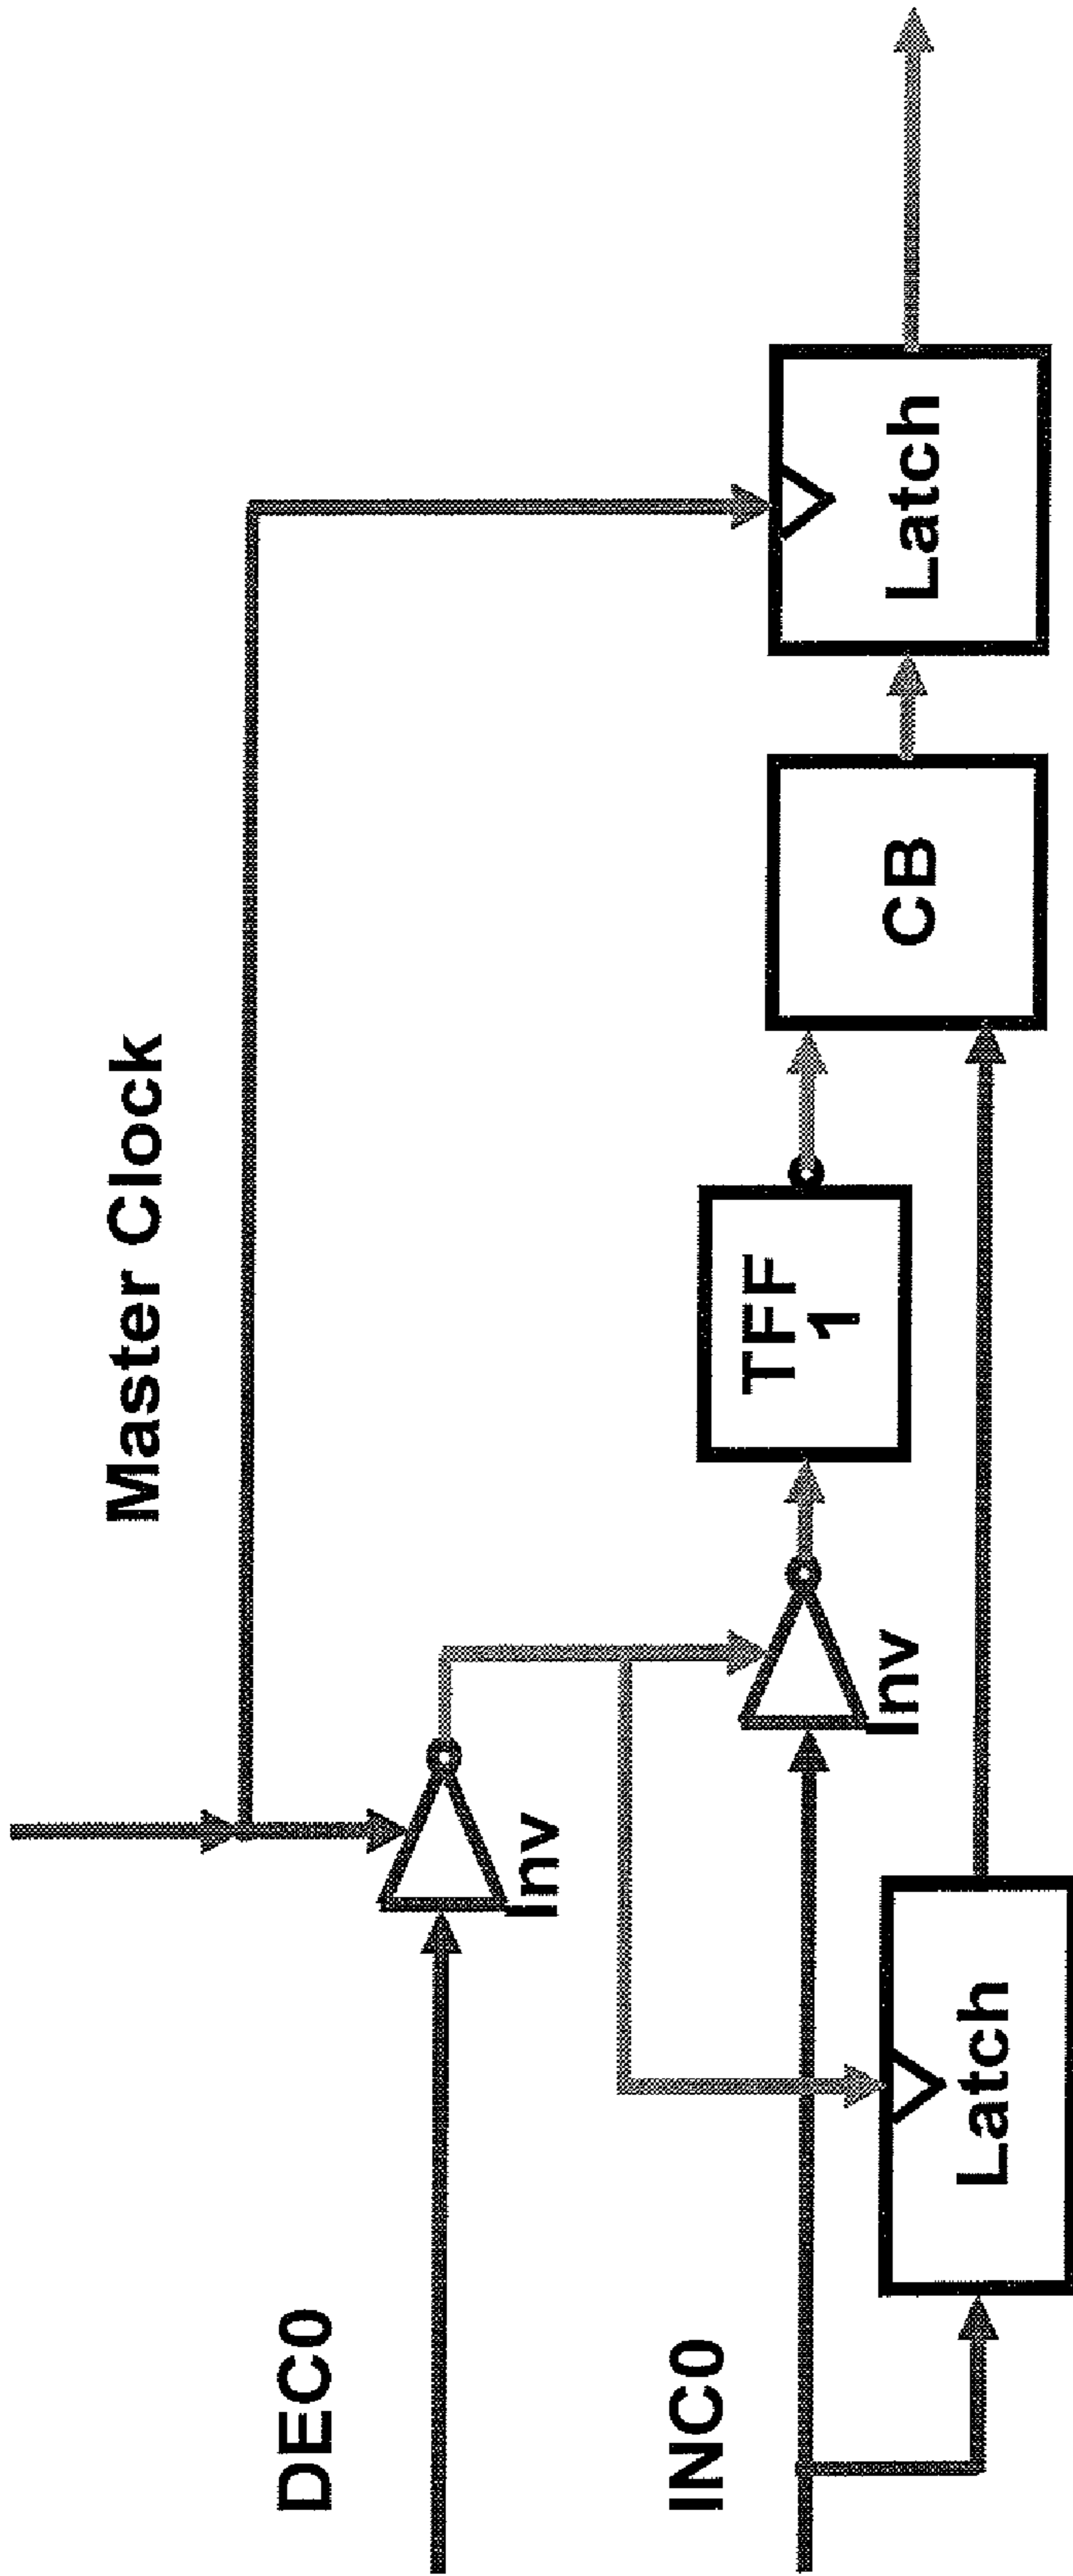 Master Clock
DEC0
Inv
INC0
Inv
TFF
1
Latch
CB
Latch